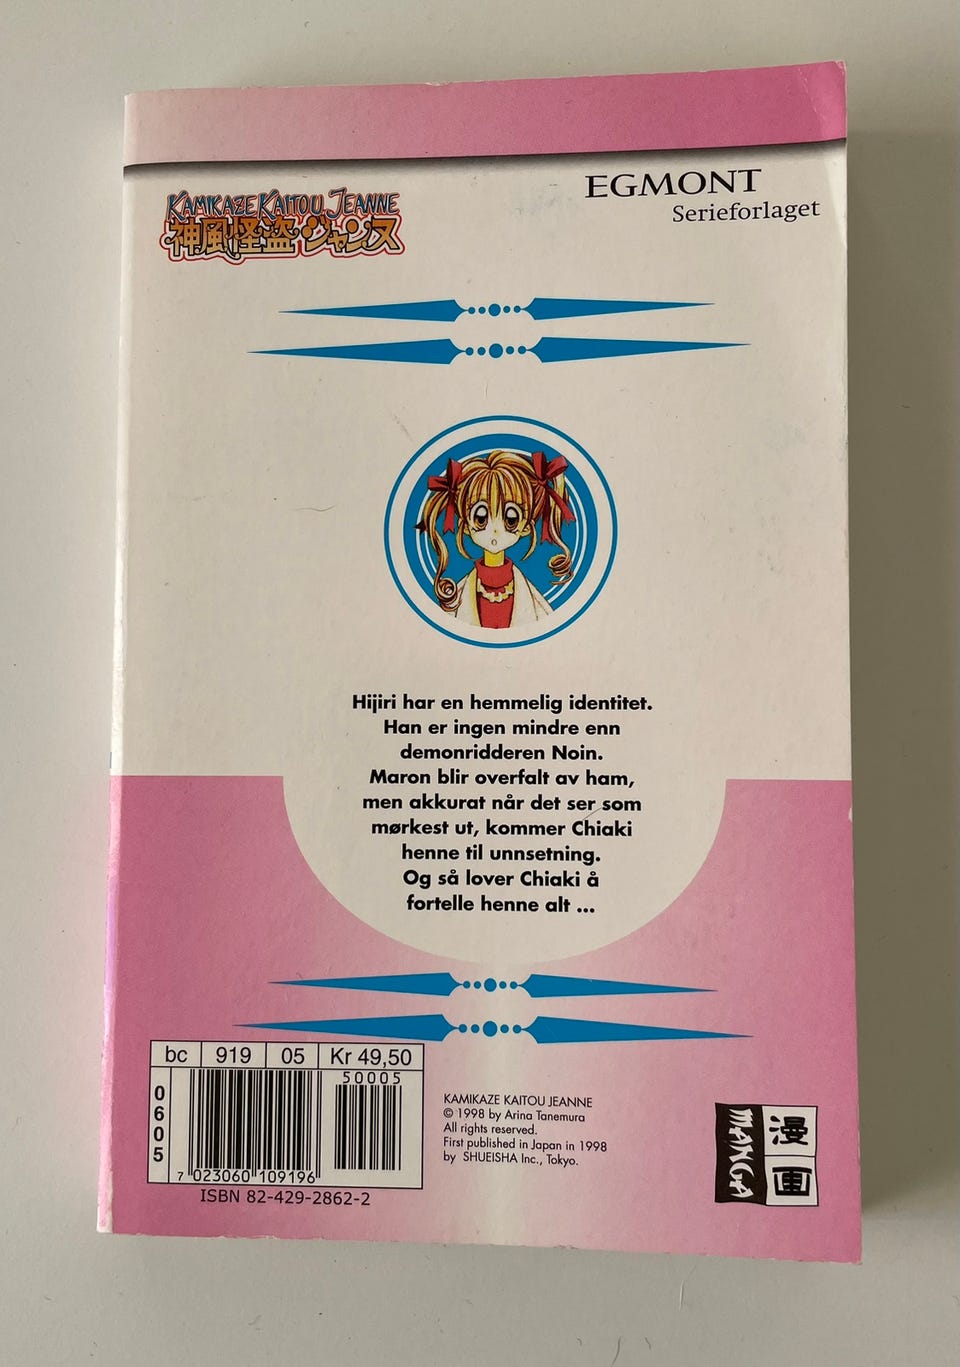 KAMIKAZE KAITOU JEANNE
神風怪盗ジャンヌ
EGMONT
Serieforlaget
Hijiri har en hemmelig identitet.
Han er ingen mindre enn
demonridderen Noin.
Maron blir overfalt av ham,
men akkurat når det ser som
mørkest ut, kommer Chiaki
henne til unnsetning.
Og så lover Chiaki å
fortelle henne alt ...
bc 919 05 Kr 49,50
50005
0605
7 023060 109196
ISBN 82-429-2862-2
KAMIKAZE KAITOU JEANNE
© 1998 by Arina Tanemura
All rights reserved.
First published in Japan in 1998
by SHUEISHA Inc., Tokyo.
MANGA
漫画